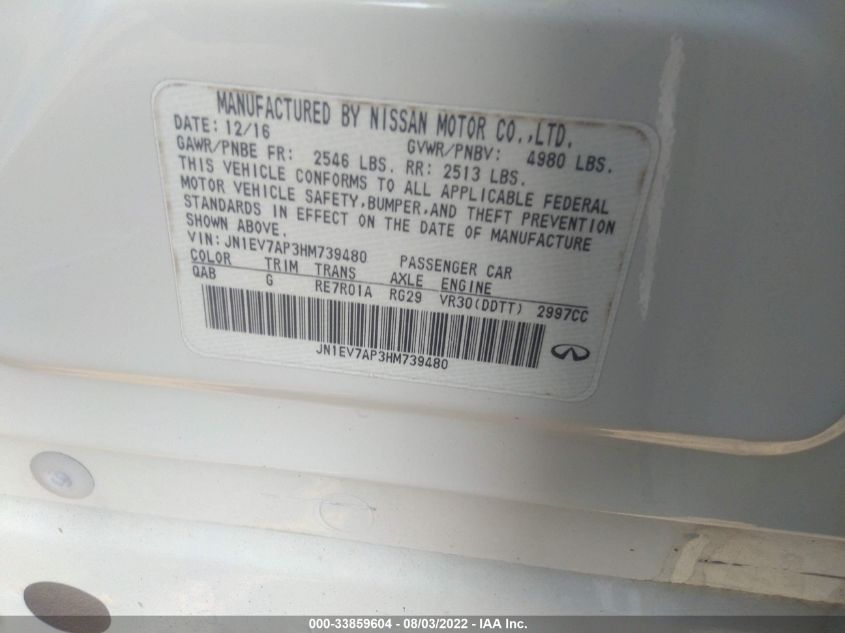 MANUFACTURED BY NISSAN MOTOR CO.,LTD.
DATE: 12/16 GVWR/PNBV: 4980 LBS.
GAWR/PNBE FR: 2546 LBS. RR: 2513 LBS.
THIS VEHICLE CONFORMS TO ALL APPLICABLE FEDERAL
MOTOR VEHICLE SAFETY,BUMPER,AND THEFT PREVENTION
STANDARDS IN EFFECT ON THE DATE OF MANUFACTURE
SHOWN ABOVE.
VIN: JN1EV7AP3HM739480 PASSENGER CAR
COLOR TRIM TRANS AXLE ENGINE
QAB G RE7R01A RG29 VR30(DDTT) 2997CC
JN1EV7AP3HM739480
000-33859604 - 08/03/2022 - IAA Inc.